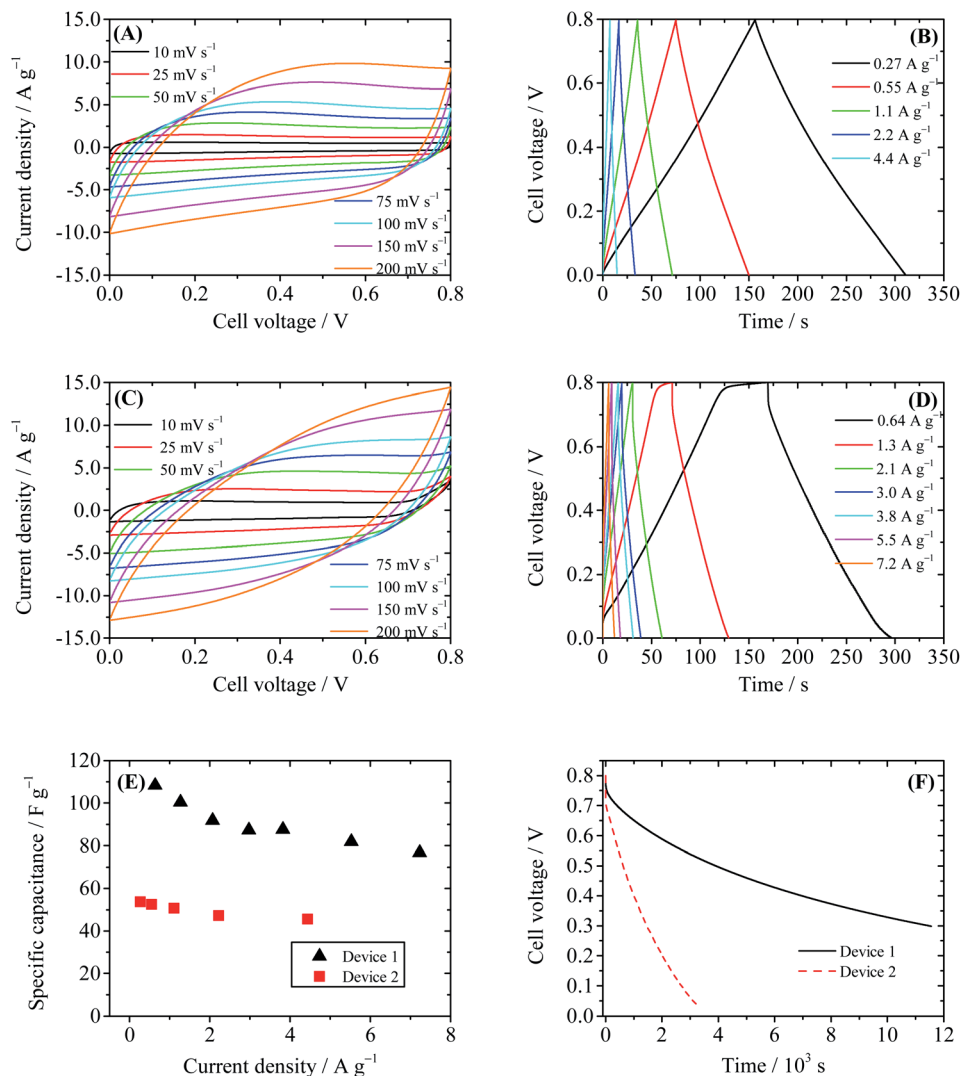 (A)
15.0
10.0
5.0
0.0
-5.0
-10.0
-15.0
Current density / A g⁻¹
10 mV s⁻¹
25 mV s⁻¹
50 mV s⁻¹
75 mV s⁻¹
100 mV s⁻¹
150 mV s⁻¹
200 mV s⁻¹
0.0 0.2 0.4 0.6 0.8
Cell voltage / V
(B)
0.8
0.6
0.4
0.2
0.0
Cell voltage / V
0.27 A g⁻¹
0.55 A g⁻¹
1.1 A g⁻¹
2.2 A g⁻¹
4.4 A g⁻¹
0 50 100 150 200 250 300 350
Time / s
(C)
15.0
10.0
5.0
0.0
-5.0
-10.0
-15.0
Current density / A g⁻¹
10 mV s⁻¹
25 mV s⁻¹
50 mV s⁻¹
75 mV s⁻¹
100 mV s⁻¹
150 mV s⁻¹
200 mV s⁻¹
0.0 0.2 0.4 0.6 0.8
Cell voltage / V
(D)
0.8
0.6
0.4
0.2
0.0
Cell voltage / V
0.64 A g⁻¹
1.3 A g⁻¹
2.1 A g⁻¹
3.0 A g⁻¹
3.8 A g⁻¹
5.5 A g⁻¹
7.2 A g⁻¹
0 50 100 150 200 250 300 350
Time / s
(E)
120
100
80
60
40
20
0
Specific capacitance / F g⁻¹
Device 1
Device 2
0 2 4 6 8
Current density / A g⁻¹
(F)
0.8
0.7
0.6
0.5
0.4
0.3
0.2
0.1
0.0
Cell voltage / V
Device 1
Device 2
0 2 4 6 8 10 12
Time / 10³ s